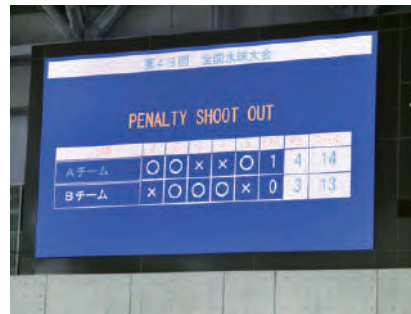 第49回 全国水球大会
PENALTY SHOOT OUT
Aチーム ○ ○ × × ○ 1 4 14
Bチーム × ○ ○ ○ × 0 3 13